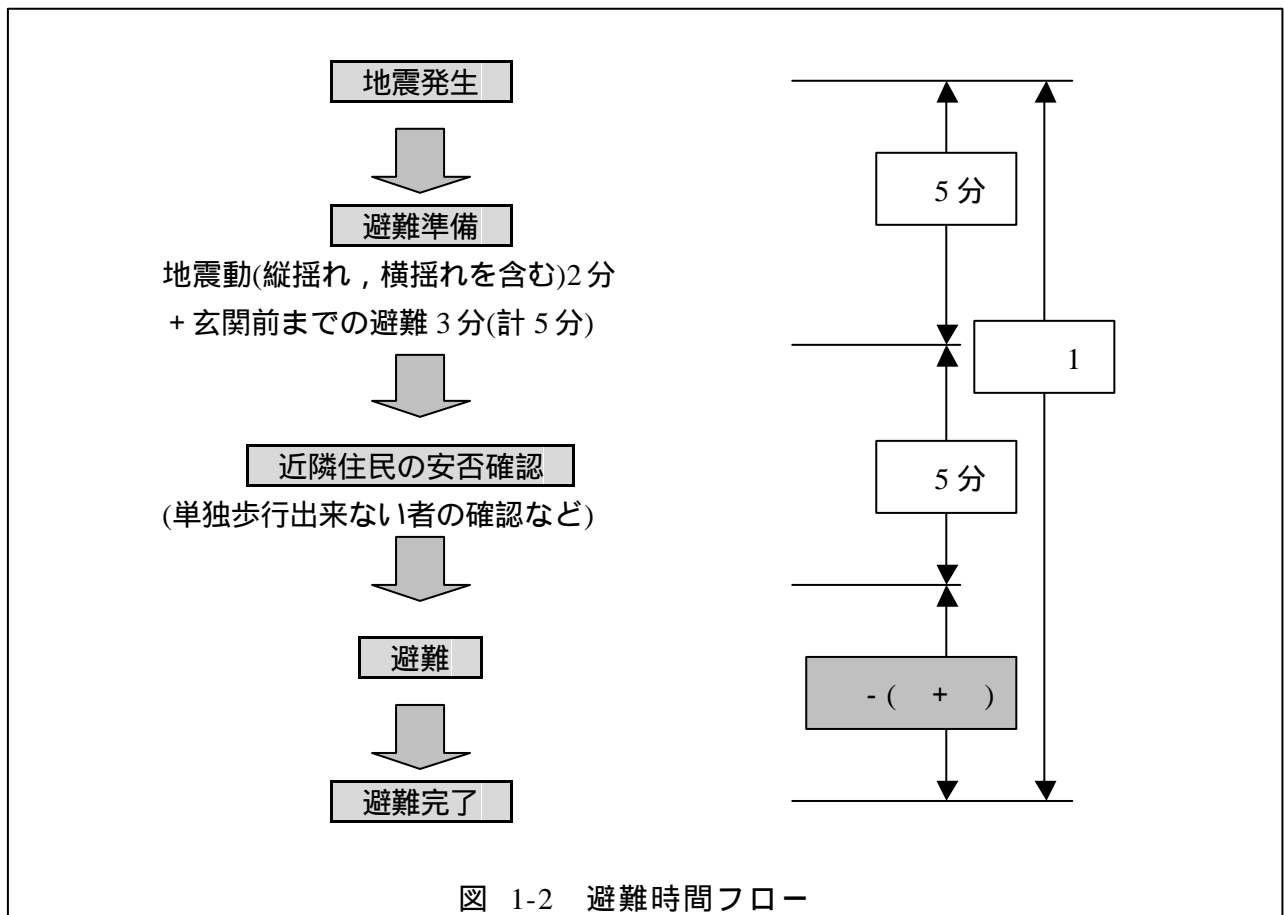 地震発生
避難準備
地震動(縦揺れ,横揺れを含む)2分
+玄関前までの避難3分(計5分)
近隣住民の安否確認
(単独歩行出来ない者の確認など)
避難
避難完了
5分
1
5分
-( + )
図 1-2 避難時間フロー